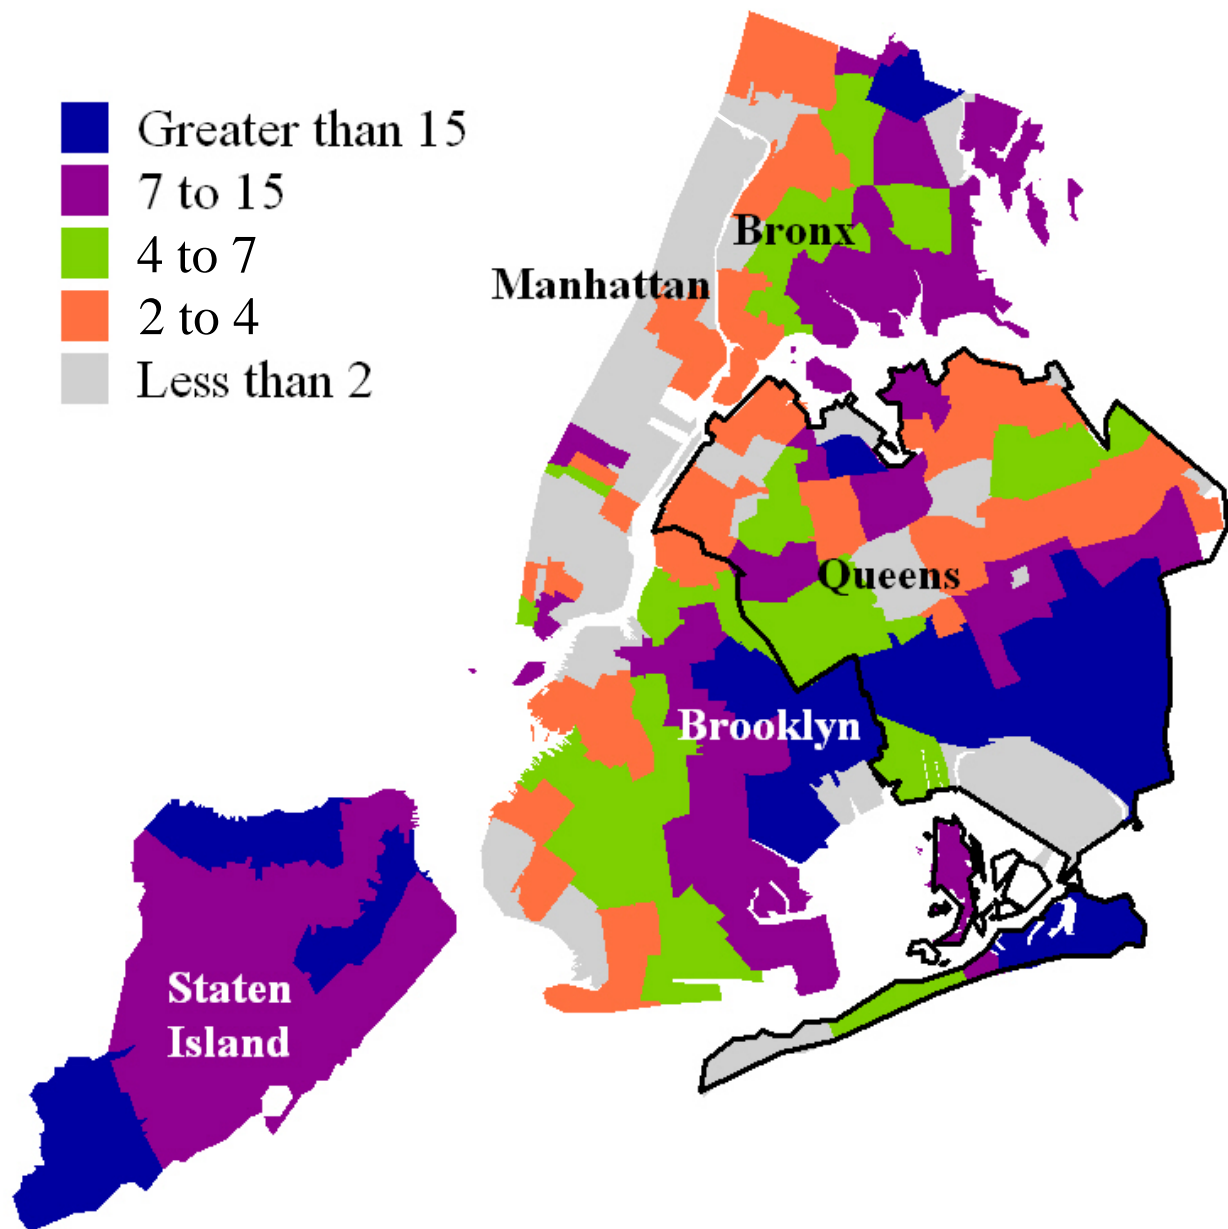 Greater than 15
7 to 15
4 to 7
2 to 4
Less than 2
Bronx
Manhattan
Queens
Brooklyn
Staten
Island